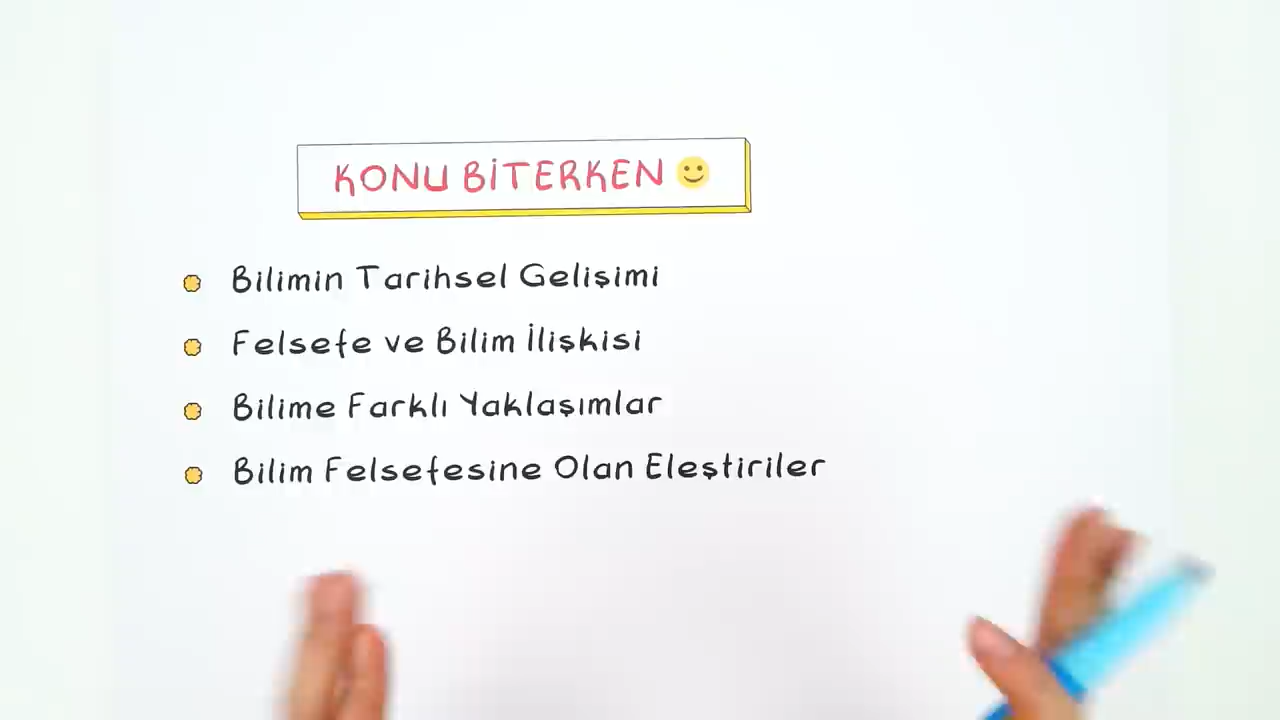 KONU BİTERKEN 🙂
Bilimin Tarihsel Gelişimi
Felsefe ve Bilim İlişkisi
Bilime Farklı Yaklaşımlar
Bilim Felsefesine Olan Eleştiriler